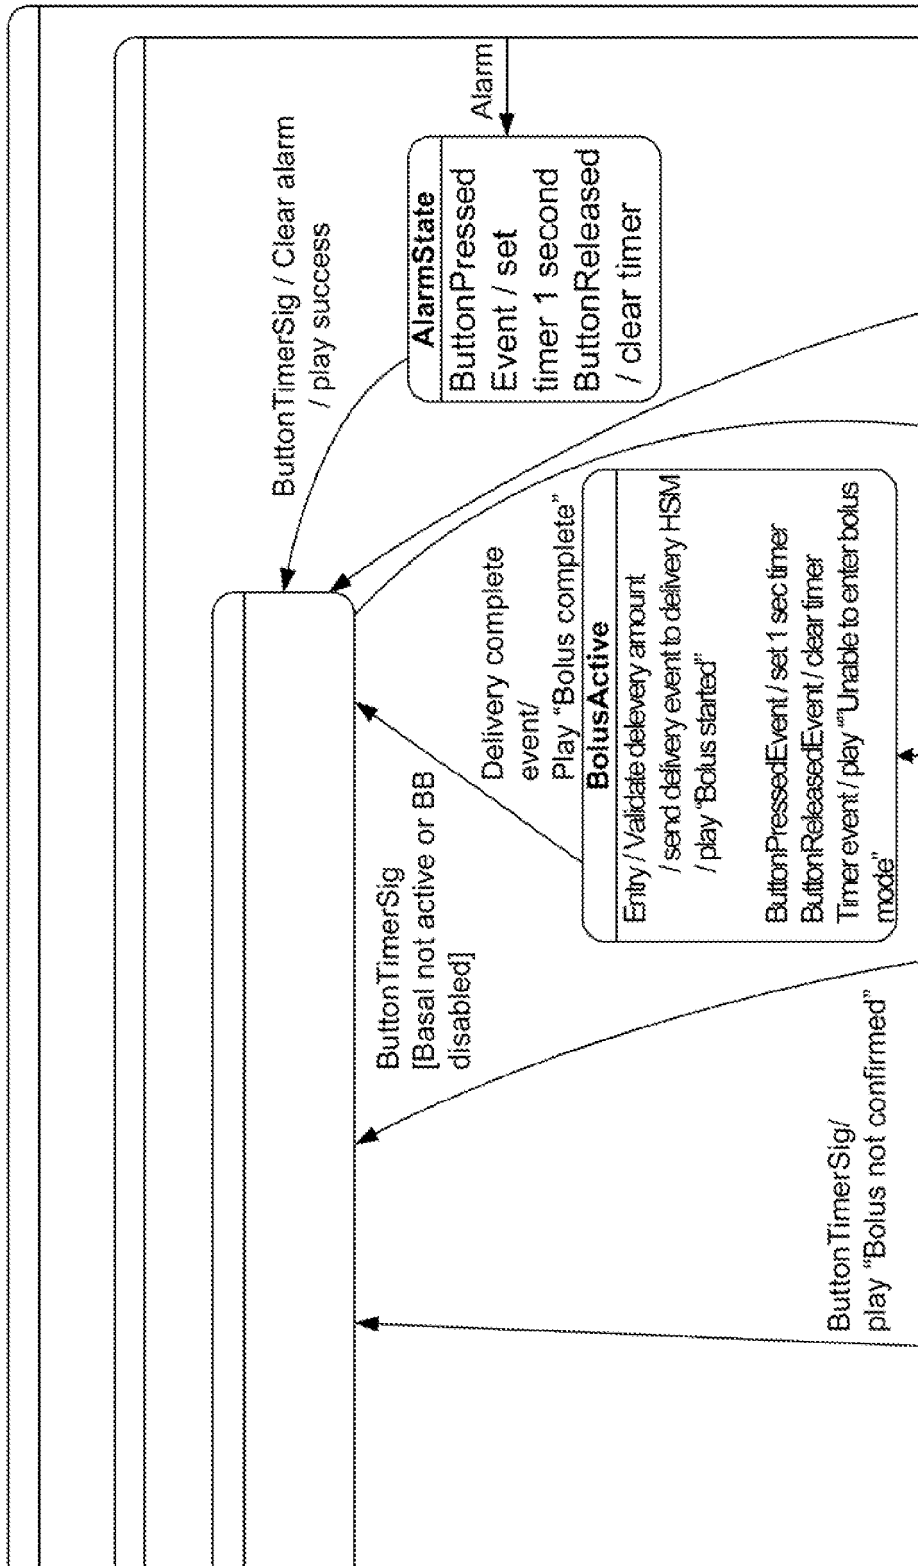 Alarm
ButtonTimerSig / Clear alarm
/ play success
AlarmState
ButtonPressed
Event / set
timer 1 second
ButtonReleased
/ clear timer
Delivery complete
event/
Play “Bolus complete”
BolusActive
Entry / Validate delevery amount
/ send delivery event to delivery HSM
/ play “Bolus started”
ButtonPressedEvent / set 1 sec timer
ButtonReleasedEvent / clear timer
Timer event / play “‘Unable to enter bolus
mode”
ButtonTimerSig
[Basal not active or BB
disabled]
ButtonTimerSig/
play “Bolus not confirmed”